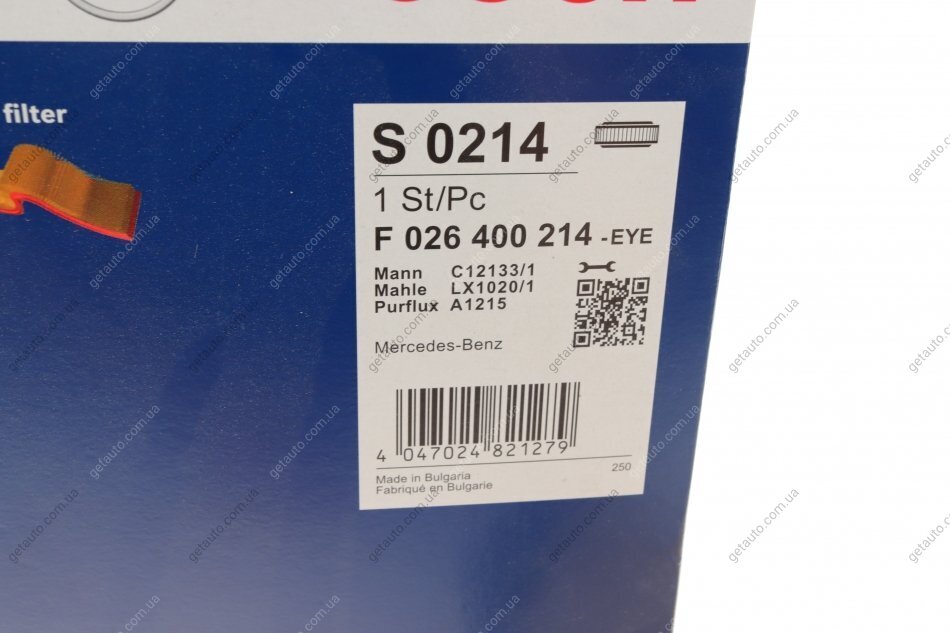 filter
S 0214
1 St/Pc
F 026 400 214 -EYE
Mann C12133/1
Mahle LX1020/1
Purflux A1215
Mercedes-Benz
4 047024 821279
250
Made in Bulgaria
Fabriqué en Bulgarie
getauto.com.ua